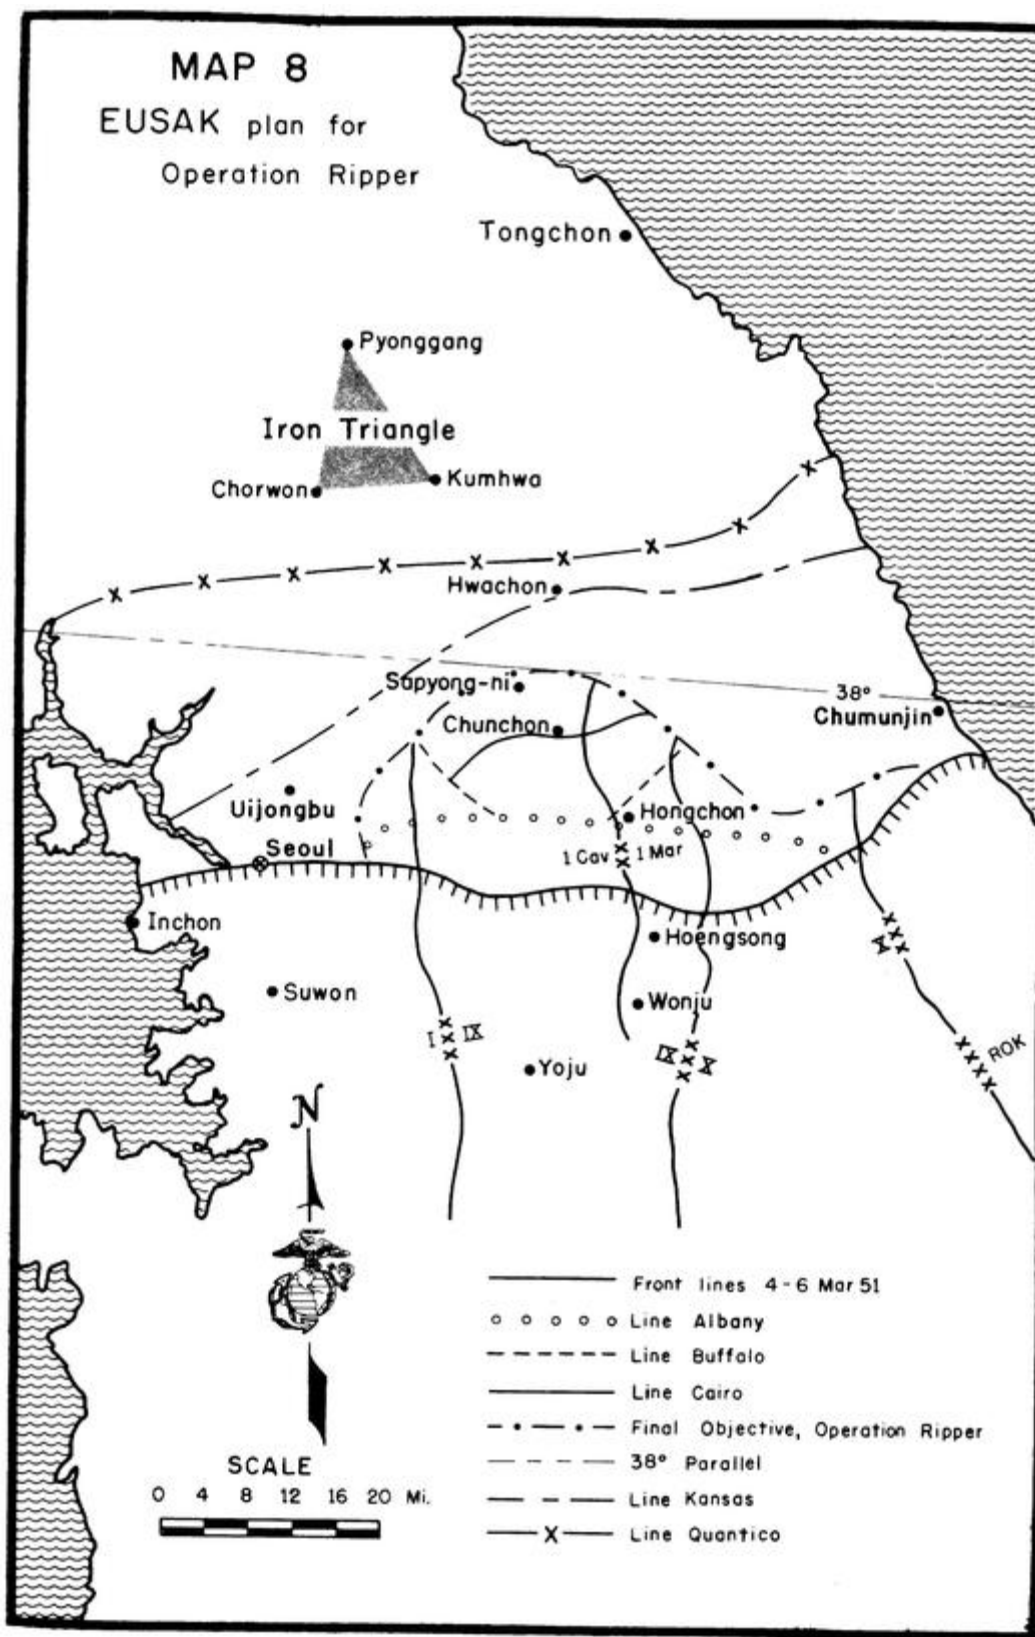 MAP 8
EUSAK plan for
Operation Ripper
Tongchon
Pyonggang
Iron Triangle
Chorwon
Kumhwa
Hwachon
Sapyong-ni
38°
Chunchon
Chumunjin
Uijongbu
Hongchon
Seoul
1 Cav
1 Mar
Inchon
Hoengsong
X
Suwon
Wonju
I
IX
IX
X
ROK
Yoju
N
Front lines 4-6 Mar 51
Line Albany
Line Buffalo
Line Cairo
Final Objective, Operation Ripper
38° Parallel
Line Kansas
X Line Quantico
SCALE
0 4 8 12 16 20 Mi.